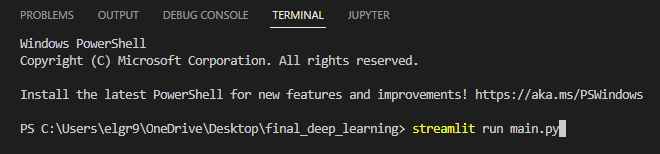 PROBLEMS OUTPUT DEBUG CONSOLE TERMINAL JUPYTER
Windows PowerShell
Copyright (C) Microsoft Corporation. All rights reserved.
Install the latest PowerShell for new features and improvements! https://aka.ms/PSWindows
PS C:\Users\elgr9\OneDrive\Desktop\final_deep_learning> streamlit run main.py